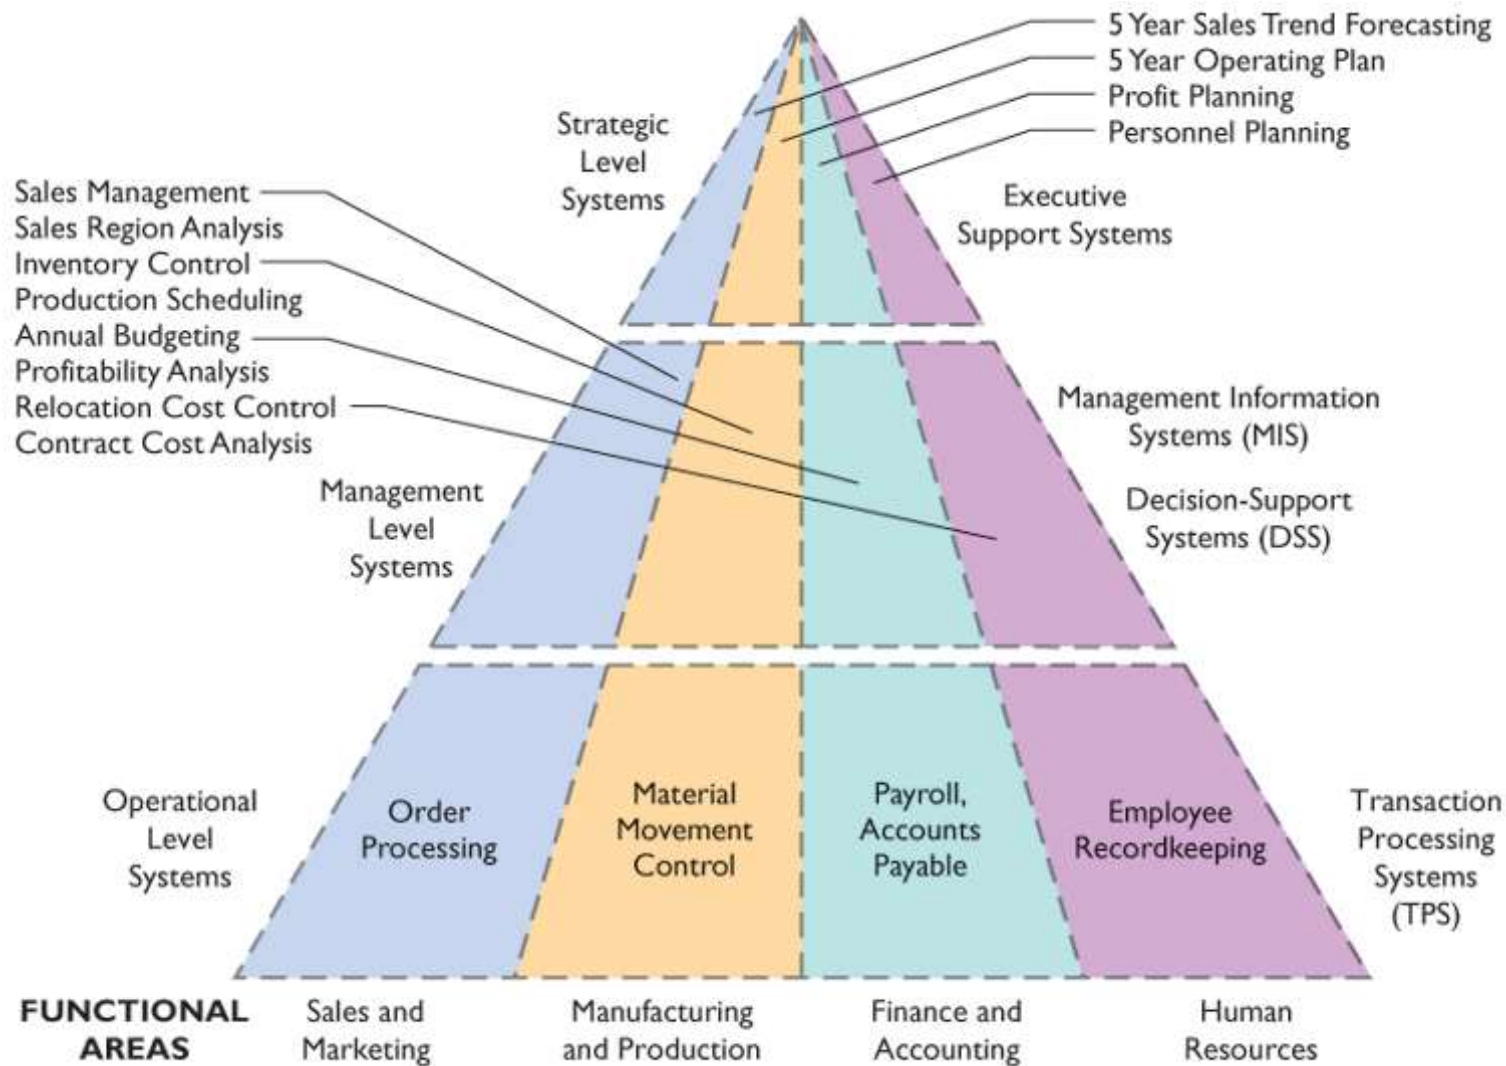 5 Year Sales Trend Forecasting
5 Year Operating Plan
Profit Planning
Personnel Planning
Strategic
Level
Systems
Executive
Support Systems
Sales Management
Sales Region Analysis
Inventory Control
Production Scheduling
Annual Budgeting
Profitability Analysis
Relocation Cost Control
Contract Cost Analysis
Management Information
Systems (MIS)
Management
Level
Systems
Decision-Support
Systems (DSS)
Operational
Level
Systems
Order
Processing
Material
Movement
Control
Payroll,
Accounts
Payable
Employee
Recordkeeping
Transaction
Processing
Systems
(TPS)
FUNCTIONAL
AREAS
Sales and
Marketing
Manufacturing
and Production
Finance and
Accounting
Human
Resources